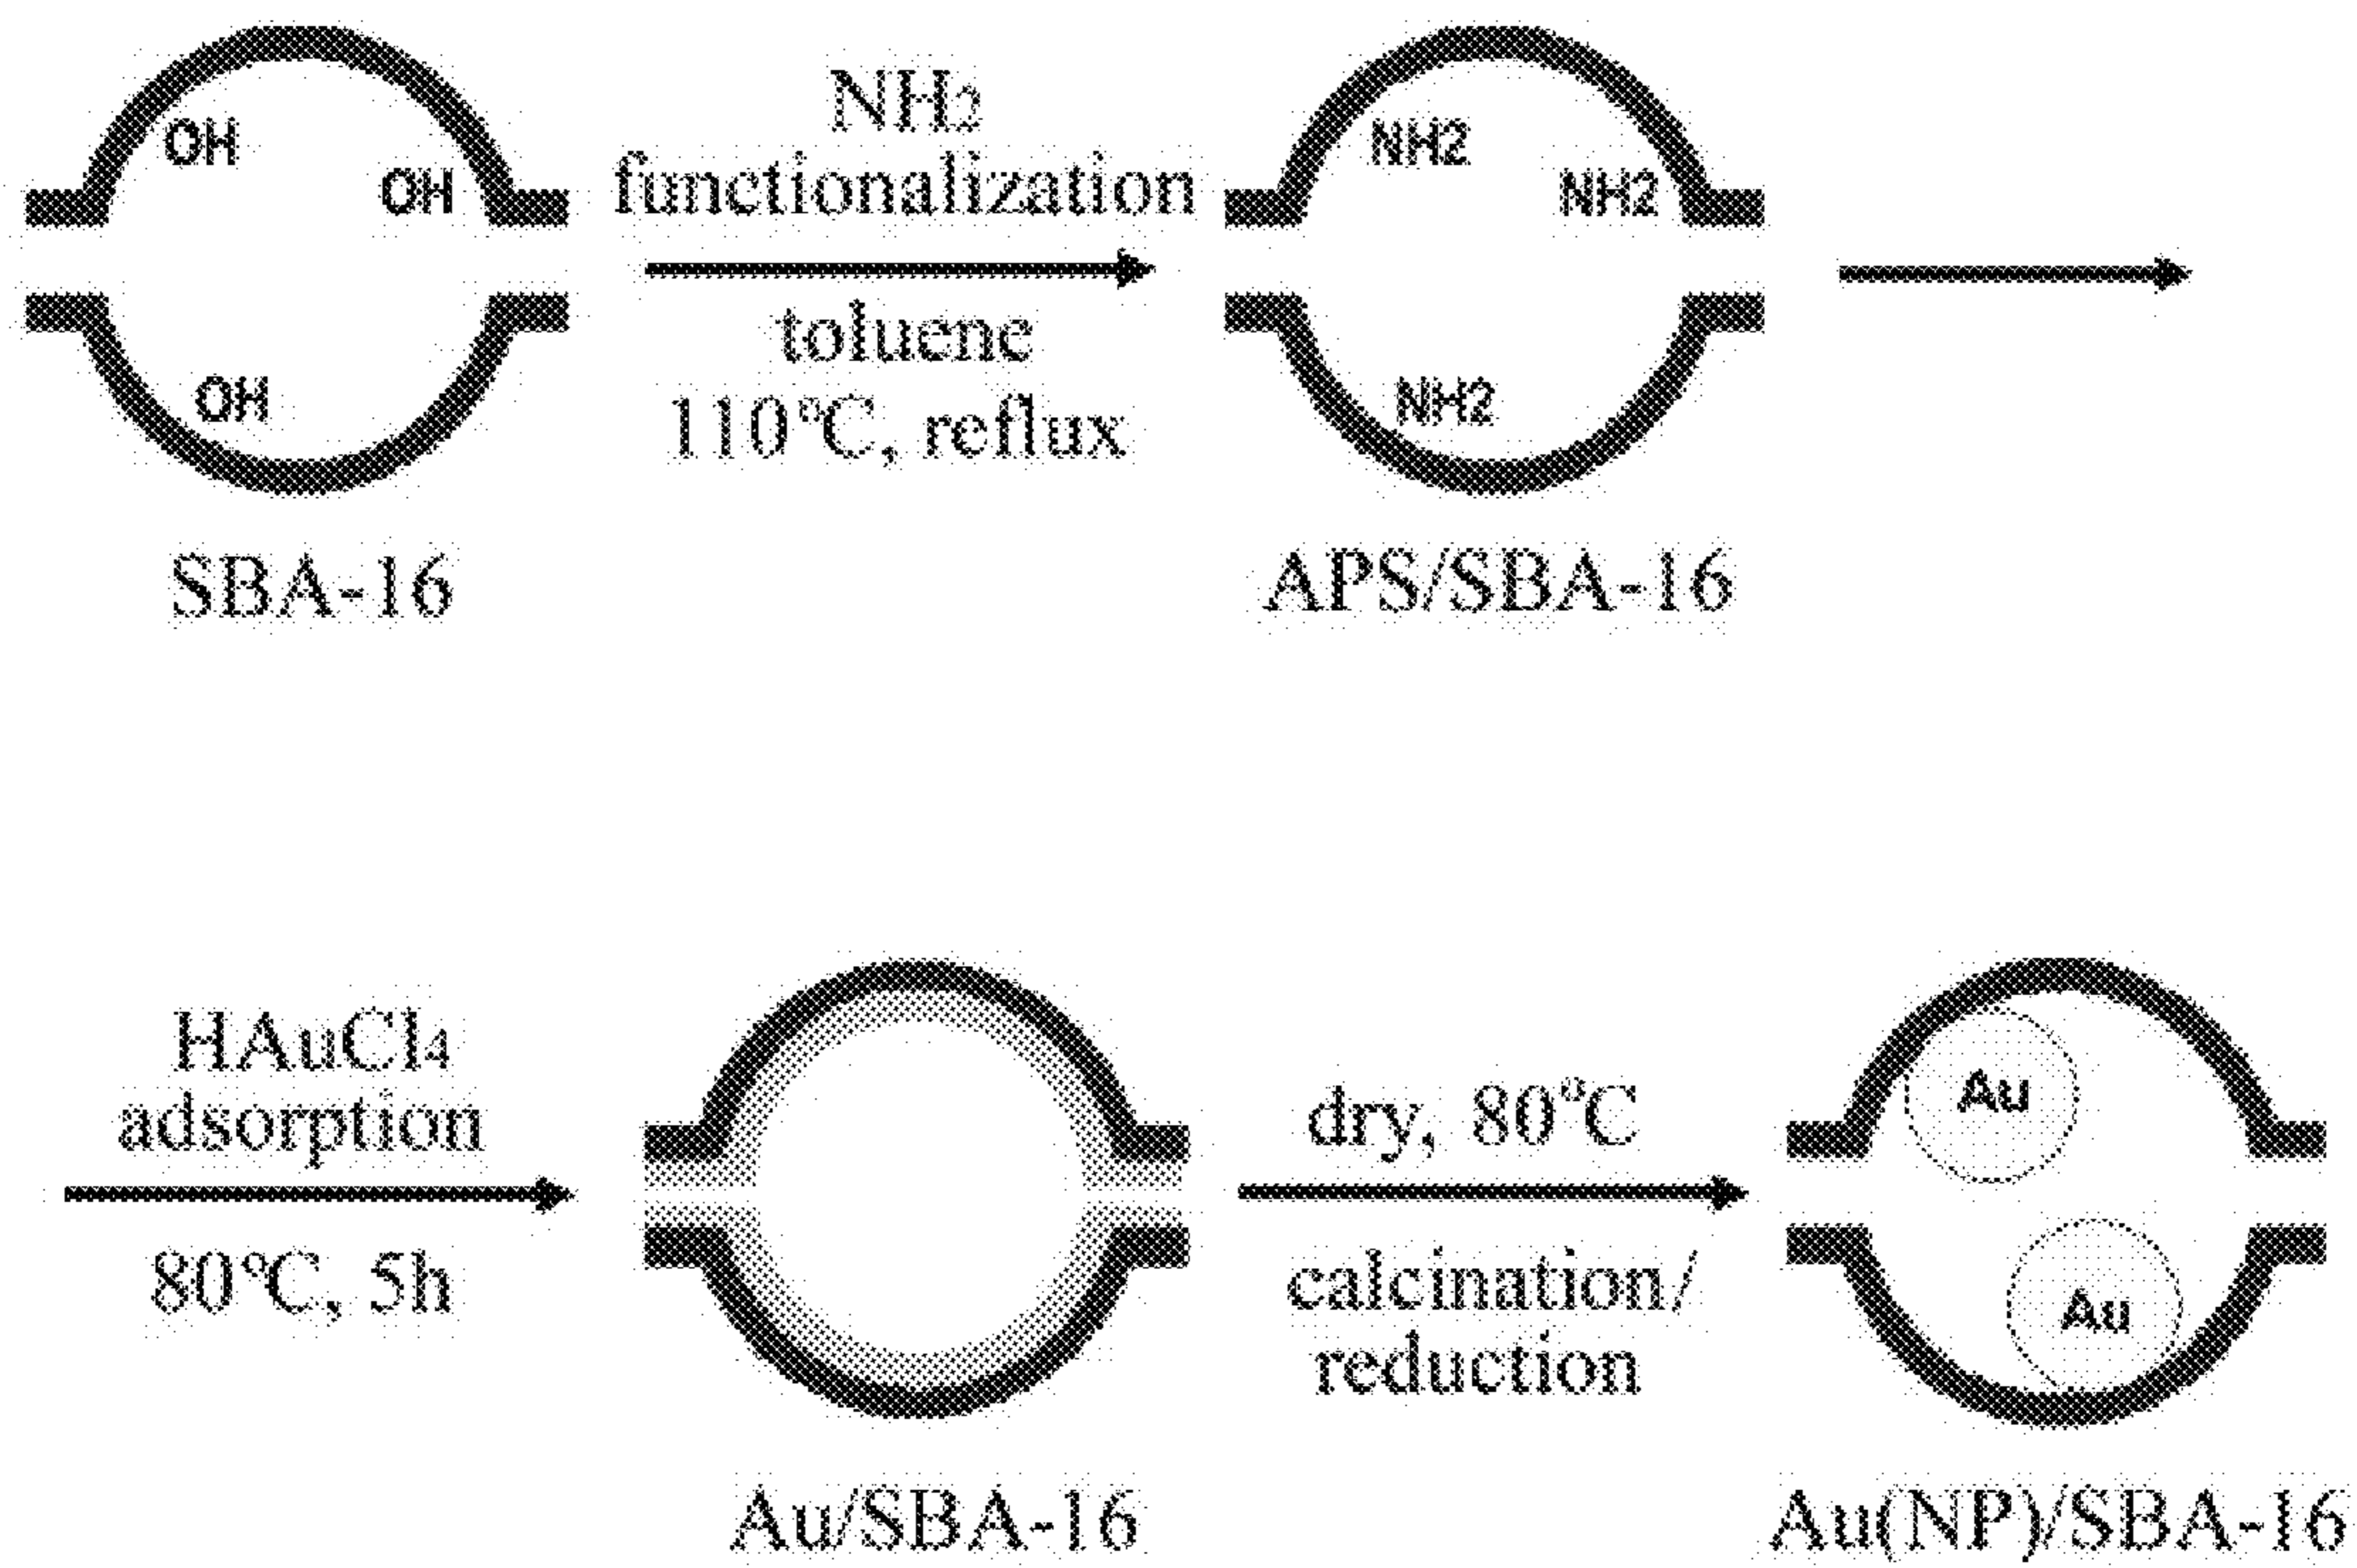 OH
OH
OH
SBA-16
NH₂
functionalization
toluene
110°C, reflux
NH2
NH2
NH2
APS/SBA-16
HAuCl₄
adsorption
80°C, 5h
Au/SBA-16
dry, 80°C
calcination/
reduction
Au
Au
Au(NP)/SBA-16